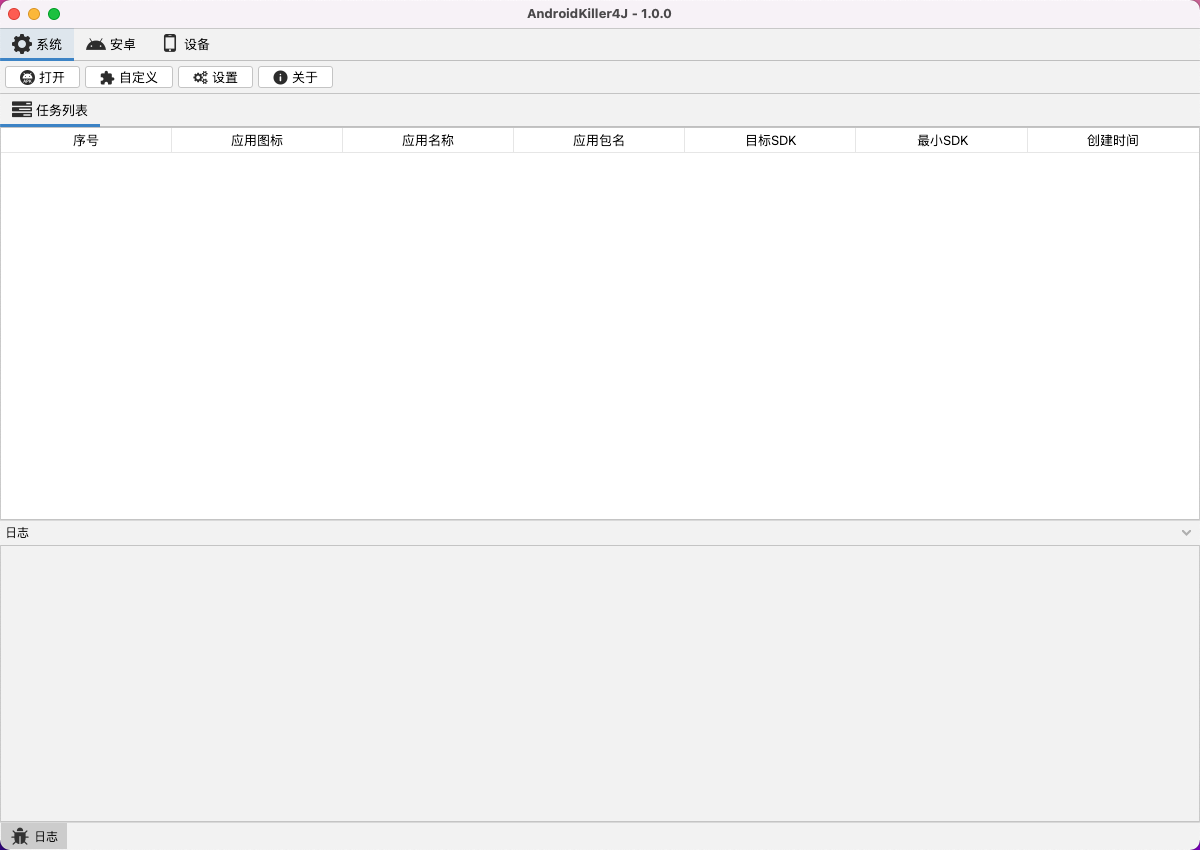 AndroidKiller4J - 1.0.0
系统 安卓 设备
打开 自定义 设置 关于
任务列表
序号 应用图标 应用名称 应用包名 目标SDK 最小SDK 创建时间
日志
日志